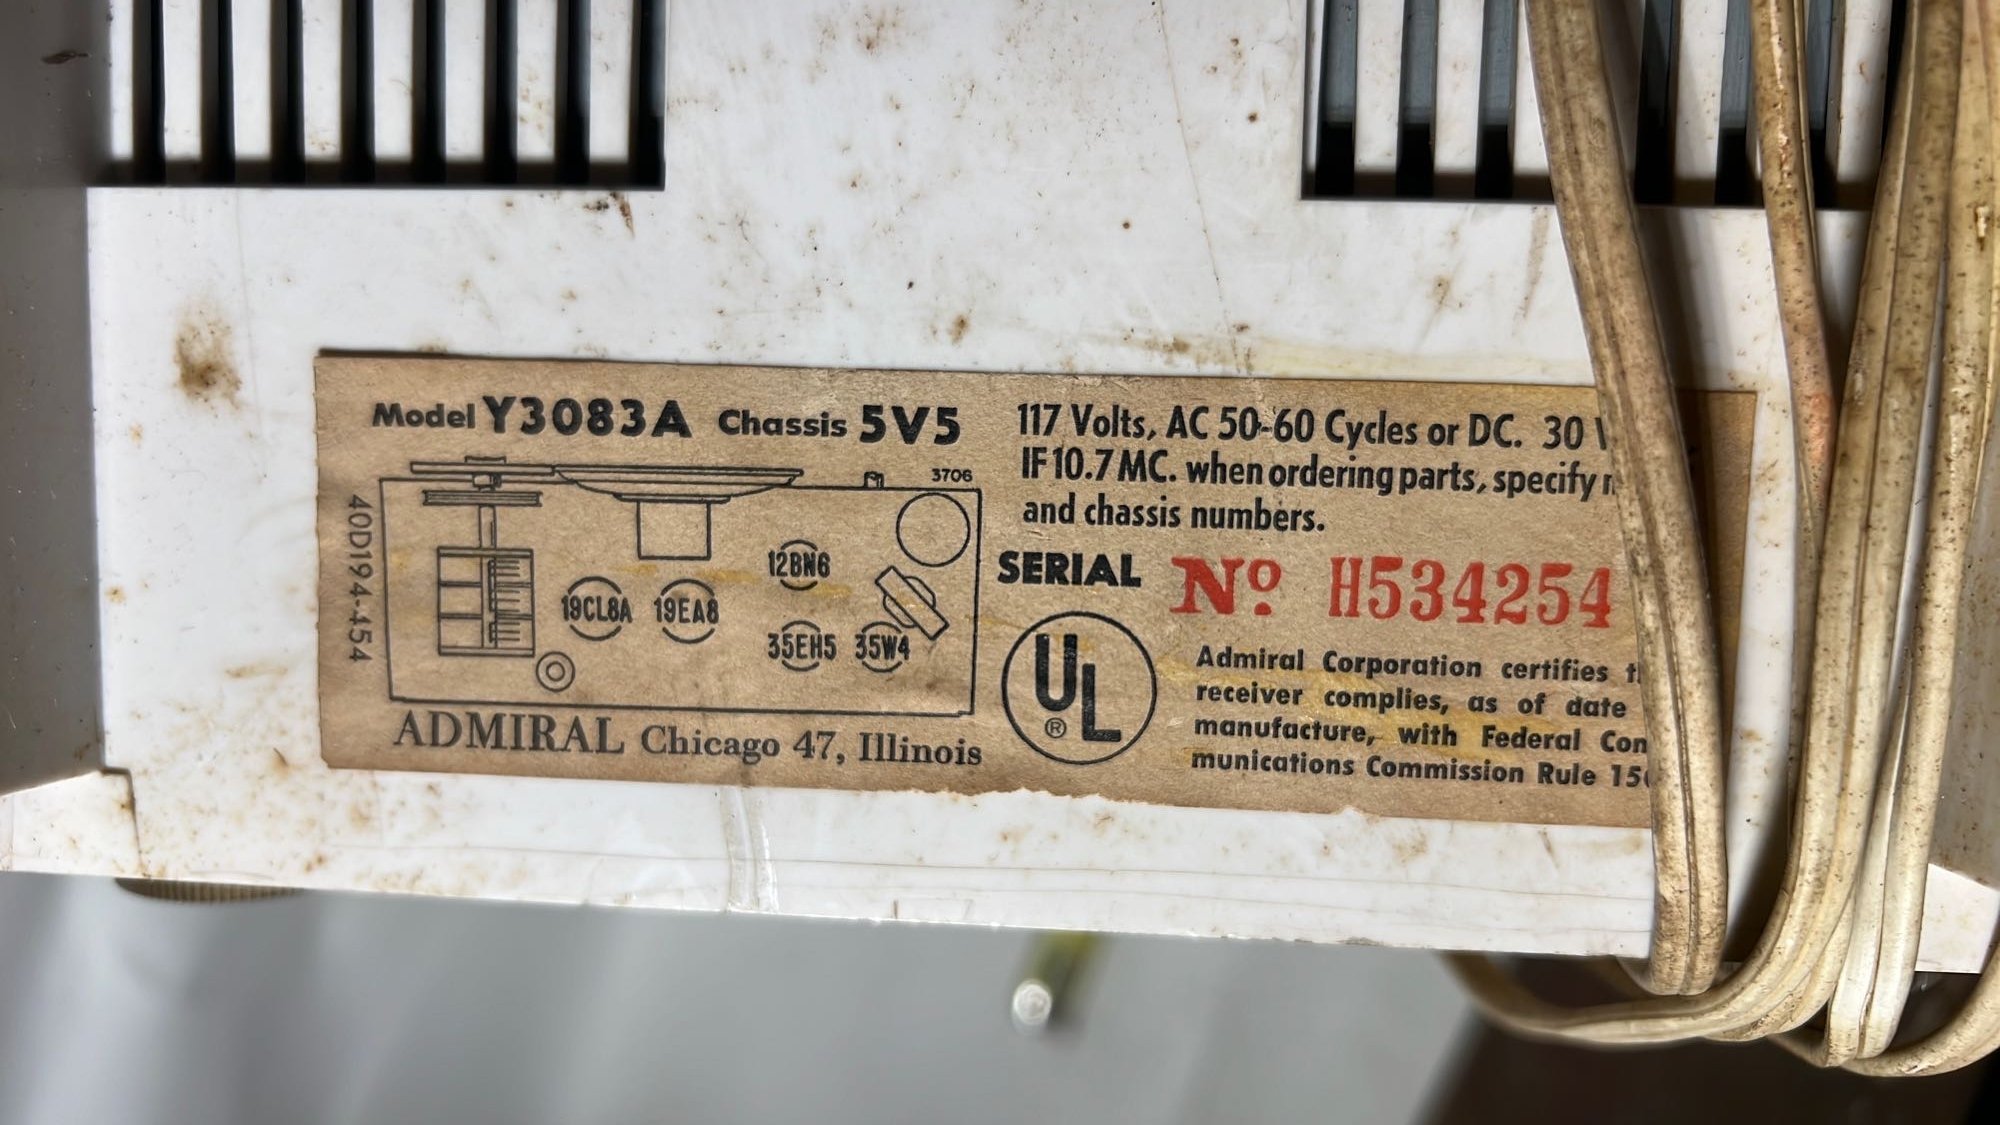 Model Y3083A Chassis 5V5
3706
40D194-454
12BN6
19CL8A 19EA8
35EH5 35W4
ADMIRAL Chicago 47, Illinois
117 Volts, AC 50-60 Cycles or DC. 30
IF 10.7 MC. when ordering parts, specify
and chassis numbers.
SERIAL Nº H534254
UL
®
Admiral Corporation certifies
receiver complies, as of date
manufacture, with Federal Com
munications Commission Rule 15